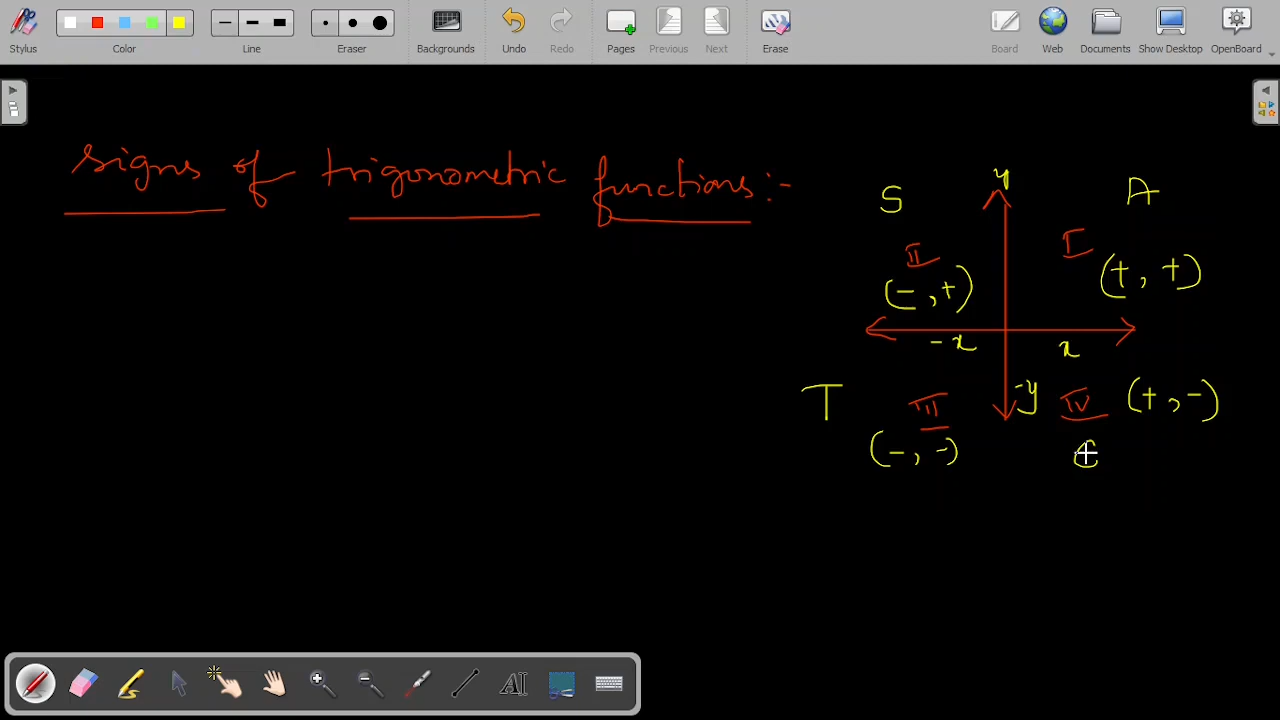 Stylus Color Line Eraser Backgrounds Undo Redo Pages Previous Next Erase Board Web Documents Show Desktop OpenBoard
signs of trigonometric functions:-
y
S A
II I
(-,+) (+,+)
-x x
T III -y IV (+,-)
(-,-) C